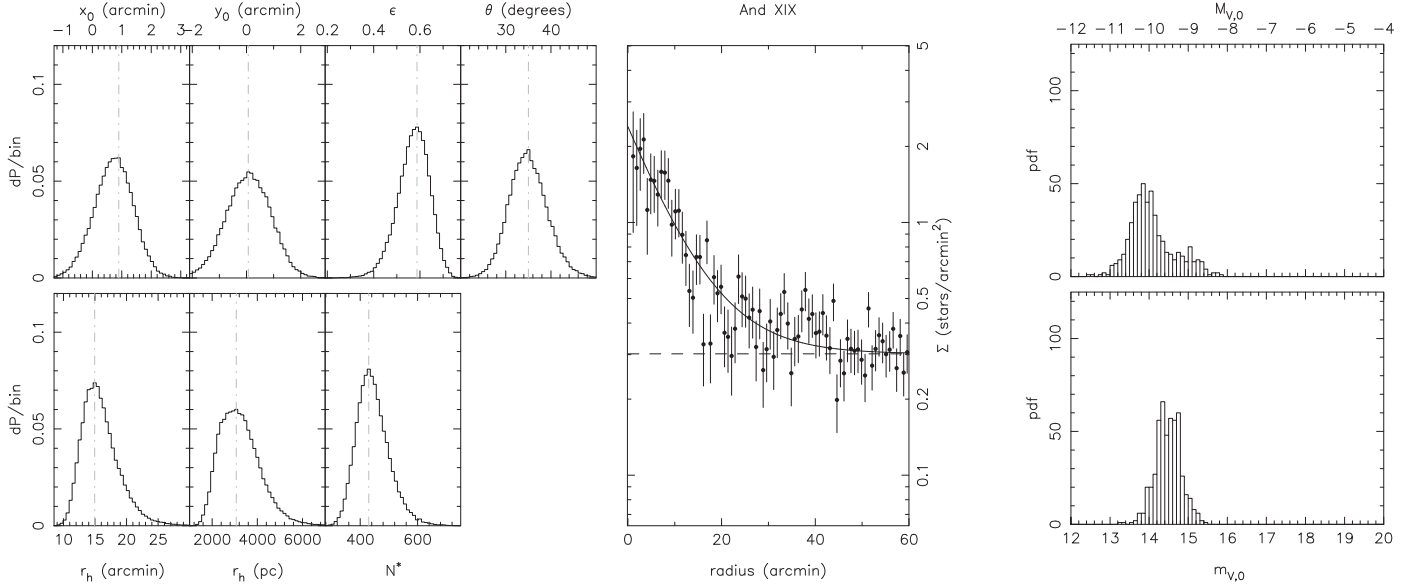 x0 (arcmin) y0 (arcmin) ϵ θ (degrees) And XIX MV,0
−1 0 1 2 3 −2 0 2 0.2 0.4 0.6 30 40 −12 −11 −10 −9 −8 −7 −6 −5 −4
dP/bin
0 0.05 0.1
dP/bin
0 0.05 0.1
10 15 20 25 2000 4000 6000 400 600
rh (arcmin) rh (pc) N*
0.1 0.2 0.5 1 2 5
Σ (stars/arcmin2)
0 10 20 30 40 50 60
radius (arcmin)
pdf
0 50 100
pdf
0 50 100
12 13 14 15 16 17 18 19 20
mV,0